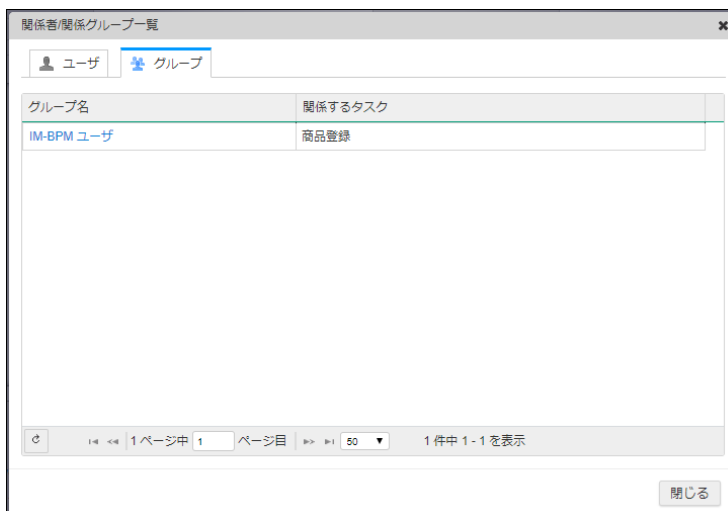 関係者/関係グループ一覧
ユーザ グループ
グループ名 関係するタスク
IM-BPM ユーザ 商品登録
1 ページ中 1 ページ目 50 1 件中 1 - 1 を表示
閉じる